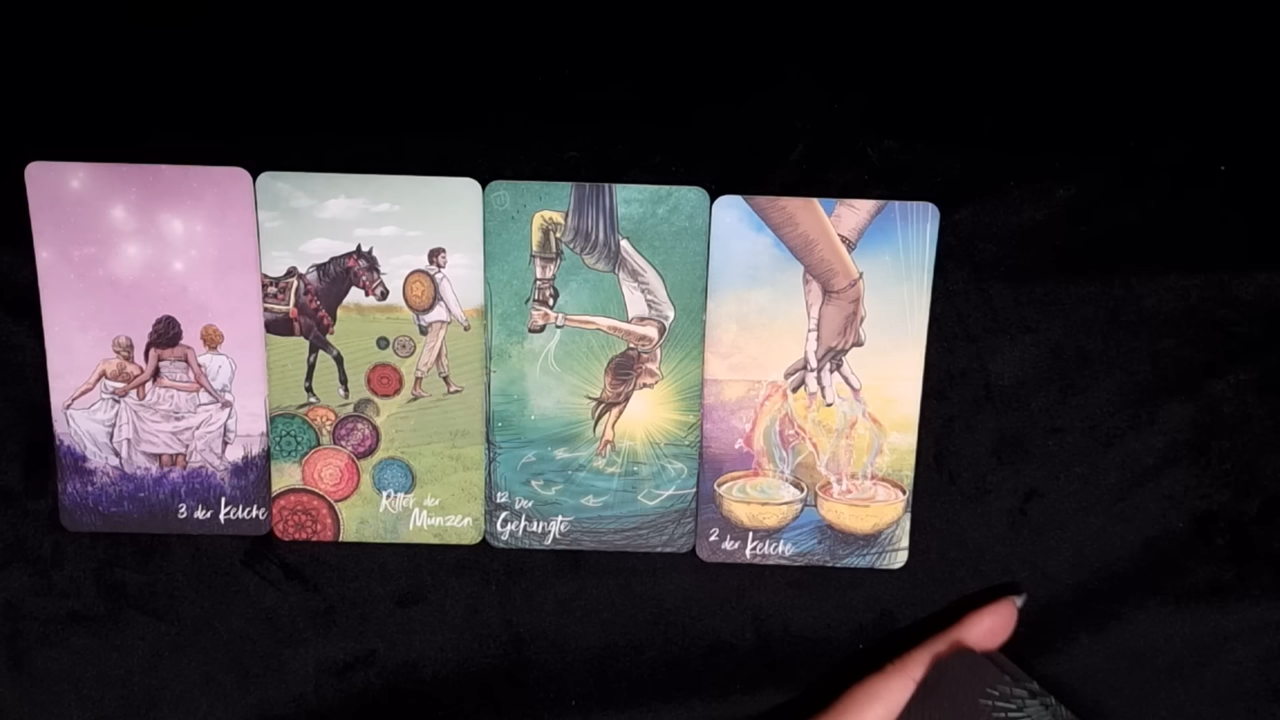 3 der Kelche
Ritter der
Münzen
12 Der
Gehängte
2 der Kelche